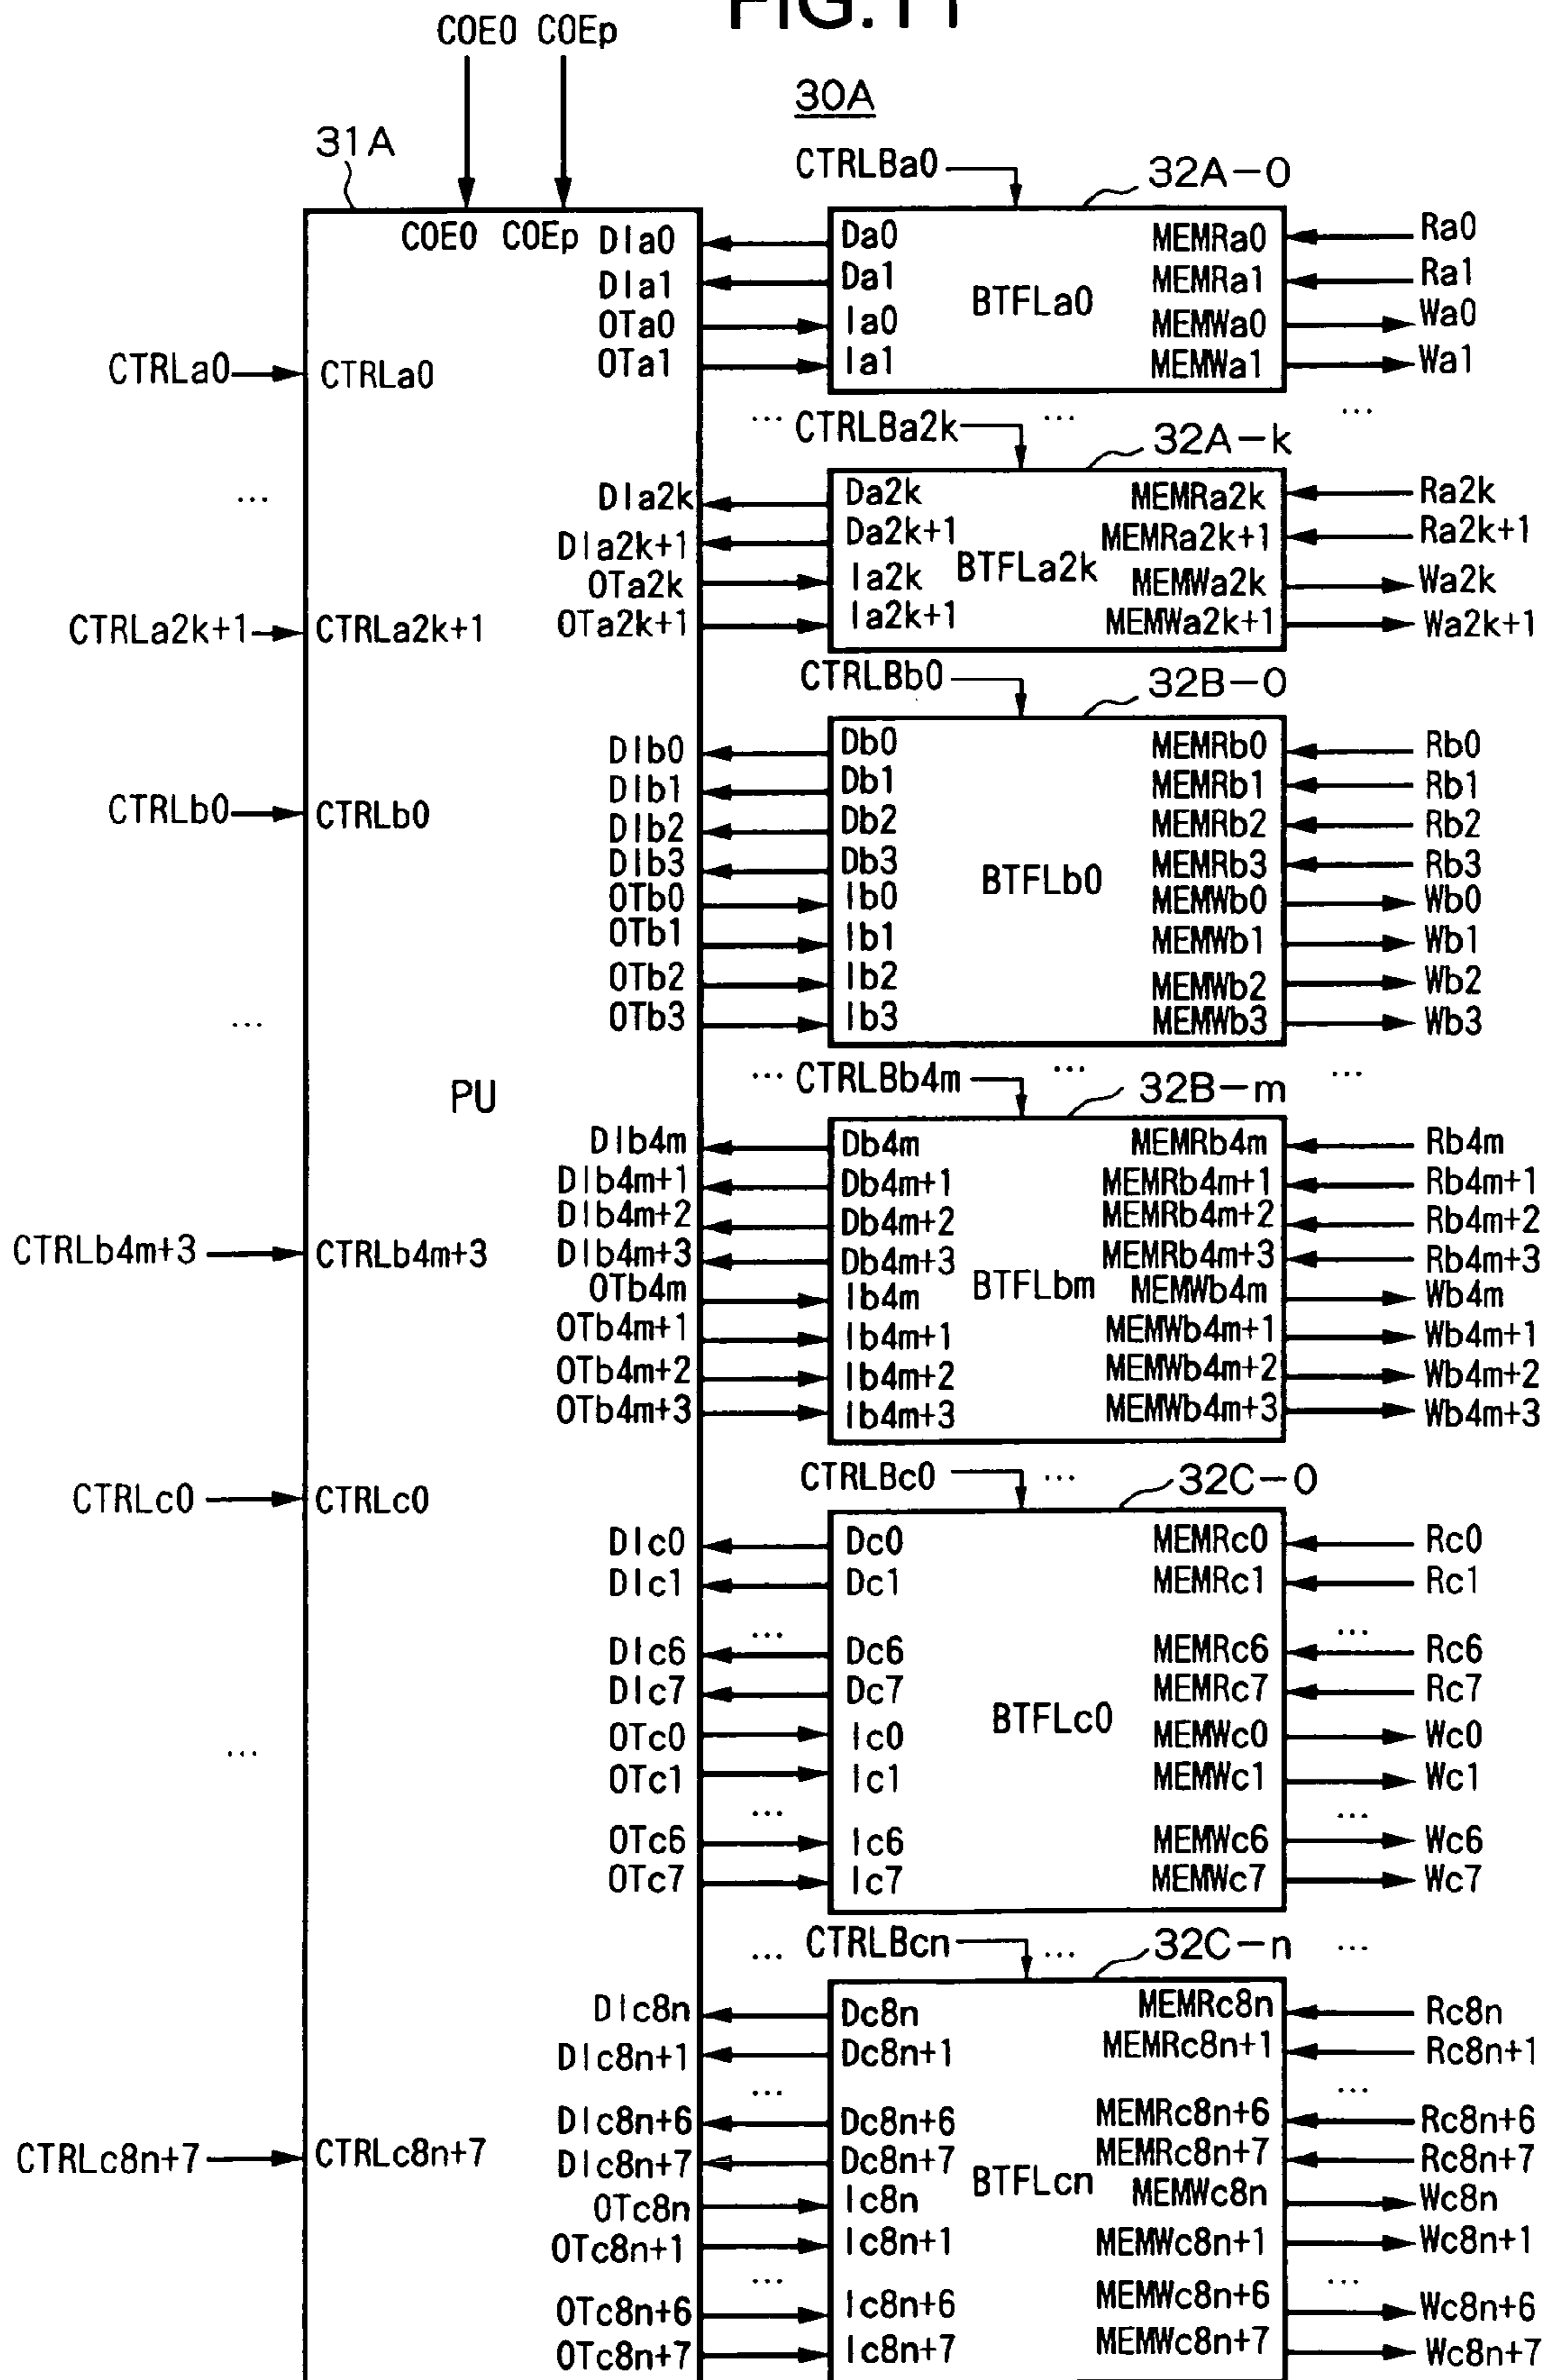 FIG.11
COE0 COEp
30A
31A
CTRLBa0
32A-0
COE0 COEp
DIa0 Da0 MEMRa0 Ra0
DIa1 Da1 MEMRa1 Ra1
BTFLa0
OTa0 Ia0 MEMWa0 Wa0
OTa1 Ia1 MEMWa1 Wa1
CTRLa0 CTRLa0
... CTRLBa2k ... ...
32A-k
... DIa2k Da2k MEMRa2k Ra2k
DIa2k+1 Da2k+1 MEMRa2k+1 Ra2k+1
BTFLa2k
OTa2k Ia2k MEMWa2k Wa2k
CTRLa2k+1 CTRLa2k+1 OTa2k+1 Ia2k+1 MEMWa2k+1 Wa2k+1
CTRLBb0
32B-0
DIb0 Db0 MEMRb0 Rb0
DIb1 Db1 MEMRb1 Rb1
CTRLb0 CTRLb0 DIb2 Db2 MEMRb2 Rb2
DIb3 Db3 MEMRb3 Rb3
BTFLb0
OTb0 Ib0 MEMWb0 Wb0
OTb1 Ib1 MEMWb1 Wb1
OTb2 Ib2 MEMWb2 Wb2
... OTb3 Ib3 MEMWb3 Wb3
... CTRLBb4m ... ...
32B-m
PU
DIb4m Db4m MEMRb4m Rb4m
DIb4m+1 Db4m+1 MEMRb4m+1 Rb4m+1
DIb4m+2 Db4m+2 MEMRb4m+2 Rb4m+2
CTRLb4m+3 CTRLb4m+3 DIb4m+3 Db4m+3 MEMRb4m+3 Rb4m+3
BTFLbm
OTb4m Ib4m MEMWb4m Wb4m
OTb4m+1 Ib4m+1 MEMWb4m+1 Wb4m+1
OTb4m+2 Ib4m+2 MEMWb4m+2 Wb4m+2
OTb4m+3 Ib4m+3 MEMWb4m+3 Wb4m+3
CTRLBc0 ...
32C-0
CTRLc0 CTRLc0
DIc0 Dc0 MEMRc0 Rc0
DIc1 Dc1 MEMRc1 Rc1
... ...
DIc6 Dc6 MEMRc6 Rc6
DIc7 Dc7 MEMRc7 Rc7
BTFLc0
OTc0 Ic0 MEMWc0 Wc0
... OTc1 Ic1 MEMWc1 Wc1
... ...
OTc6 Ic6 MEMWc6 Wc6
OTc7 Ic7 MEMWc7 Wc7
... CTRLBcn ... 32C-n ...
DIc8n Dc8n MEMRc8n Rc8n
DIc8n+1 Dc8n+1 MEMRc8n+1 Rc8n+1
... ...
DIc8n+6 Dc8n+6 MEMRc8n+6 Rc8n+6
CTRLc8n+7 CTRLc8n+7 DIc8n+7 Dc8n+7 MEMRc8n+7 Rc8n+7
BTFLcn
OTc8n Ic8n MEMWc8n Wc8n
OTc8n+1 Ic8n+1 MEMWc8n+1 Wc8n+1
... ...
OTc8n+6 Ic8n+6 MEMWc8n+6 Wc8n+6
OTc8n+7 Ic8n+7 MEMWc8n+7 Wc8n+7